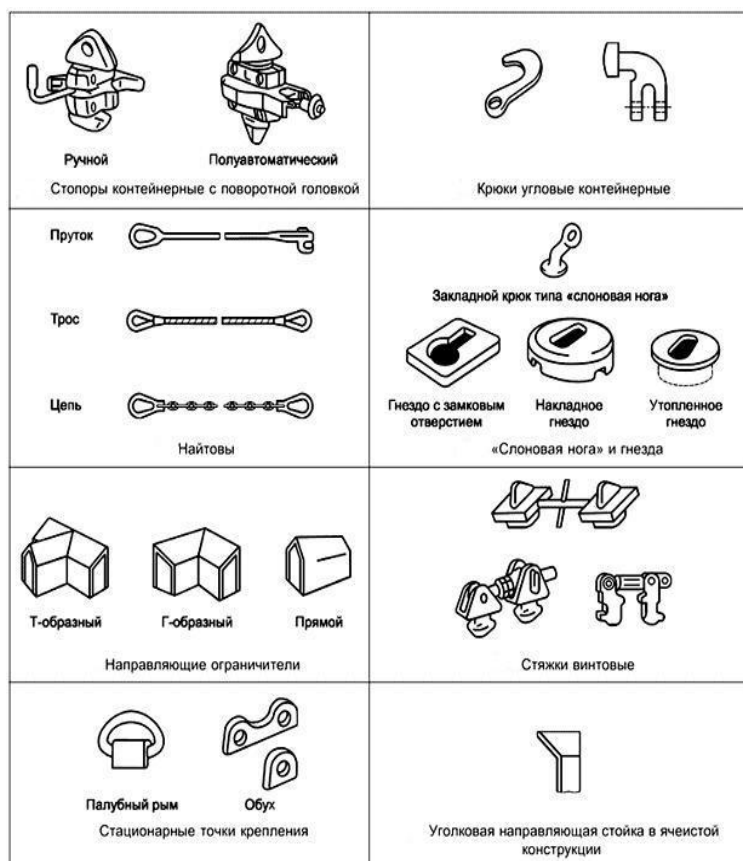 Ручной Полуавтоматический
Стопоры контейнерные с поворотной головкой
Крюки угловые контейнерные
Пруток
Трос
Цепь
Найтовы
Закладной крюк типа «слоновая нога»
Гнездо с замковым отверстием
Накладное гнездо
Утопленное гнездо
«Слоновая нога» и гнезда
Т-образный Г-образный Прямой
Направляющие ограничители
Стяжки винтовые
Палубный рым Обух
Стационарные точки крепления
Уголковая направляющая стойка в ячеистой
конструкции